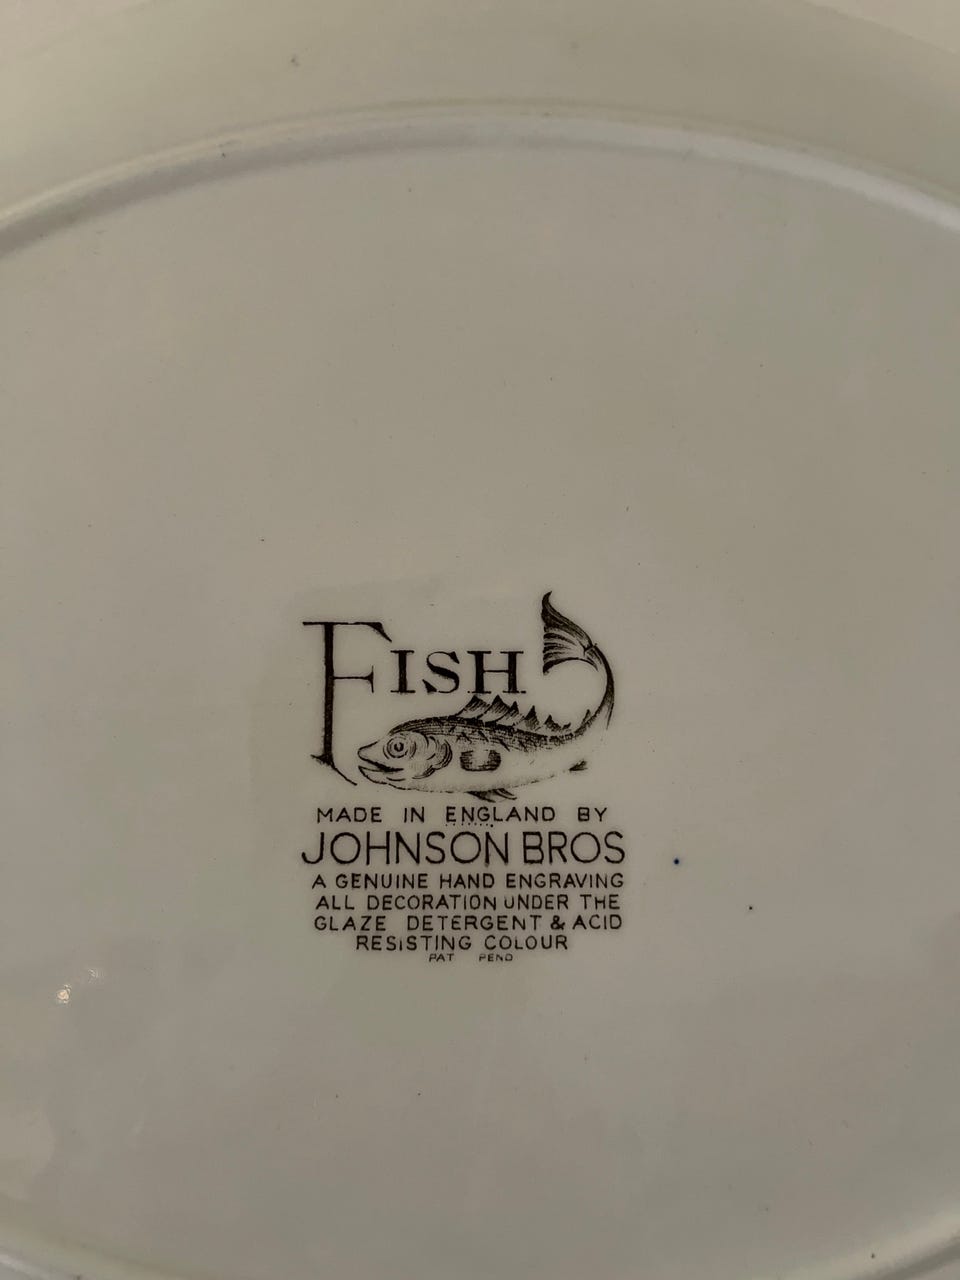 FISH
MADE IN ENGLAND BY
JOHNSON BROS
A GENUINE HAND ENGRAVING
ALL DECORATION UNDER THE
GLAZE DETERGENT & ACID
RESISTING COLOUR
PAT PEND